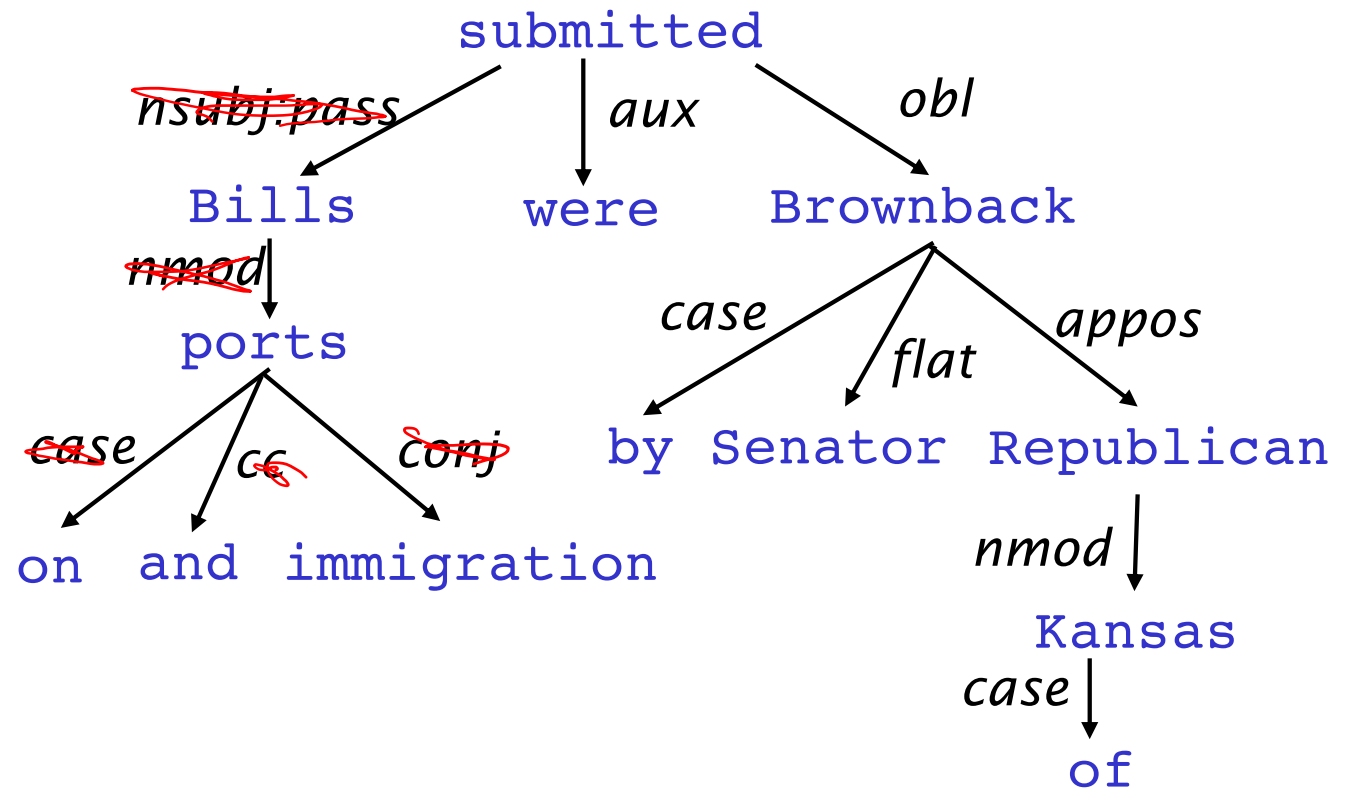 submitted
nsubj:pass aux obl
Bills were Brownback
nmod
case appos
ports
flat
case cc conj
by Senator Republican
on and immigration
nmod
Kansas
case
of